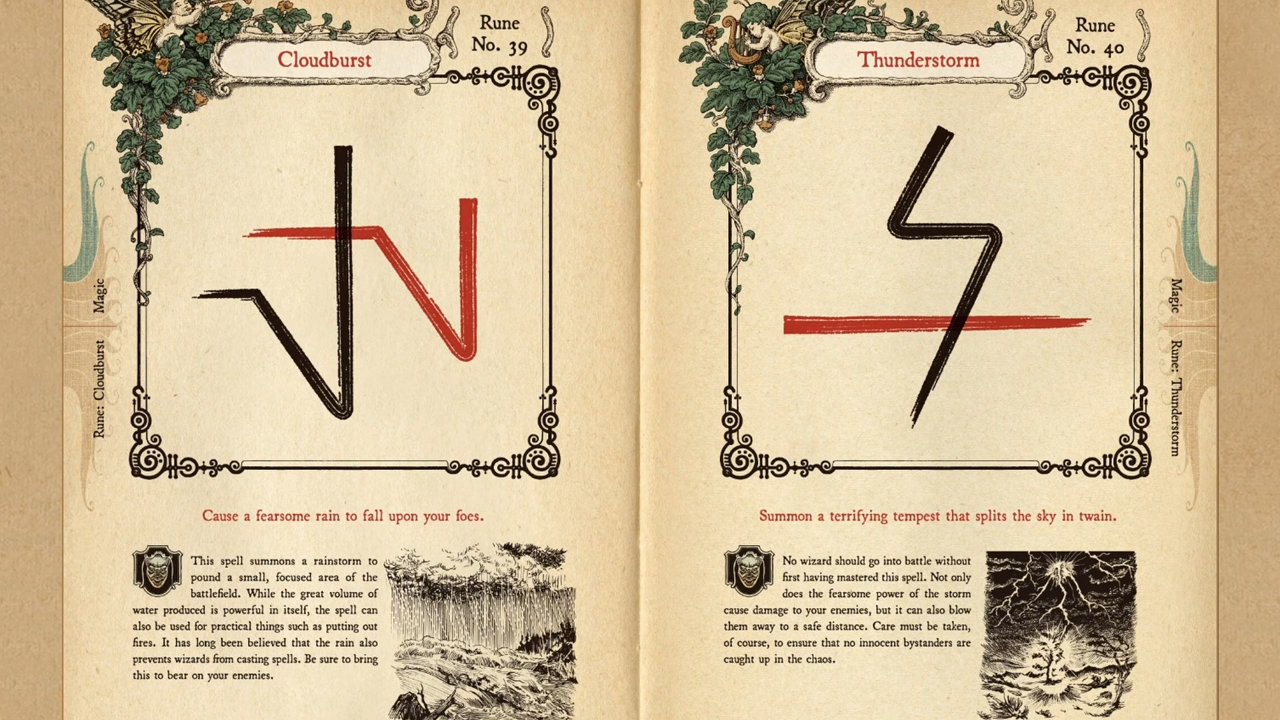 Cloudburst
Rune
No. 39
Magic
Rune: Cloudburst
Cause a fearsome rain to fall upon your foes.
This spell summons a rainstorm to
pound a small, focused area of the
battlefield. While the great volume of
water produced is powerful in itself, the spell can
also be used for practical things such as putting out
fires. It has long been believed that the rain also
prevents wizards from casting spells. Be sure to bring
this to bear on your enemies.
Thunderstorm
Rune
No. 40
Magic
Rune: Thunderstorm
Summon a terrifying tempest that splits the sky in twain.
No wizard should go into battle without
first having mastered this spell. Not only
does the fearsome power of the storm
cause damage to your enemies, but it can also blow
them away to a safe distance. Care must be taken,
of course, to ensure that no innocent bystanders are
caught up in the chaos.